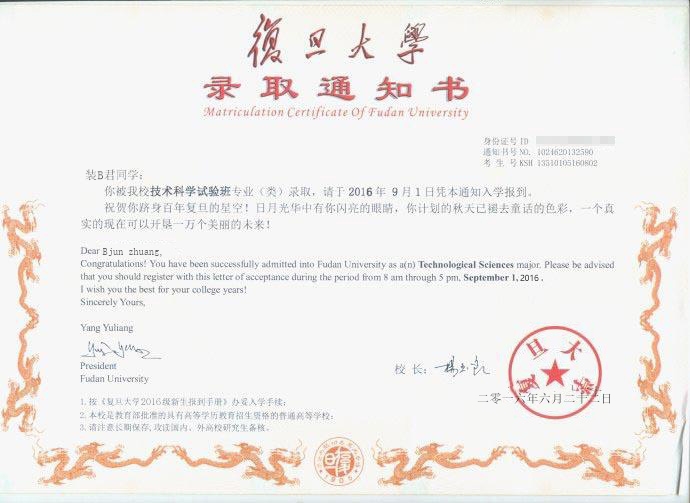 復旦大學
录取通知书
Matriculation Certificate Of Fudan University
身份证号 ID
通知书号 NO. 1024620132590
考 生 号 KSH 13510105160802
装B君同学:
你被我校技术科学试验班专业(类)录取，请于2016年 9月1日凭本通知入学报到。
祝贺你跻身百年复旦的星空！日月光华中有你闪亮的眼睛，你计划的秋天已褪去童话的色彩，一个真
实的现在可以开垦一万个美丽的未来！
Dear Bjun zhuang,
Congratulations! You have been successfully admitted into Fudan University as a(n) Technological Sciences major. Please be advised
that you should register with this letter of acceptance during the period from 8 am through 5 pm, September 1, 2016.
I wish you the best for your college years!
Sincerely Yours,
Yang Yuliang
President
Fudan University
校 长: 杨玉良
复旦大学
二〇一六年六月二十二日
1. 按《复旦大学2016级新生报到手册》办爱入学手续;
2. 本校是教育部批准的具有高等学历教育招生资格的普通高等学校;
3. 请注意长期保存, 攻读国内、外高校研究生备核。
1905